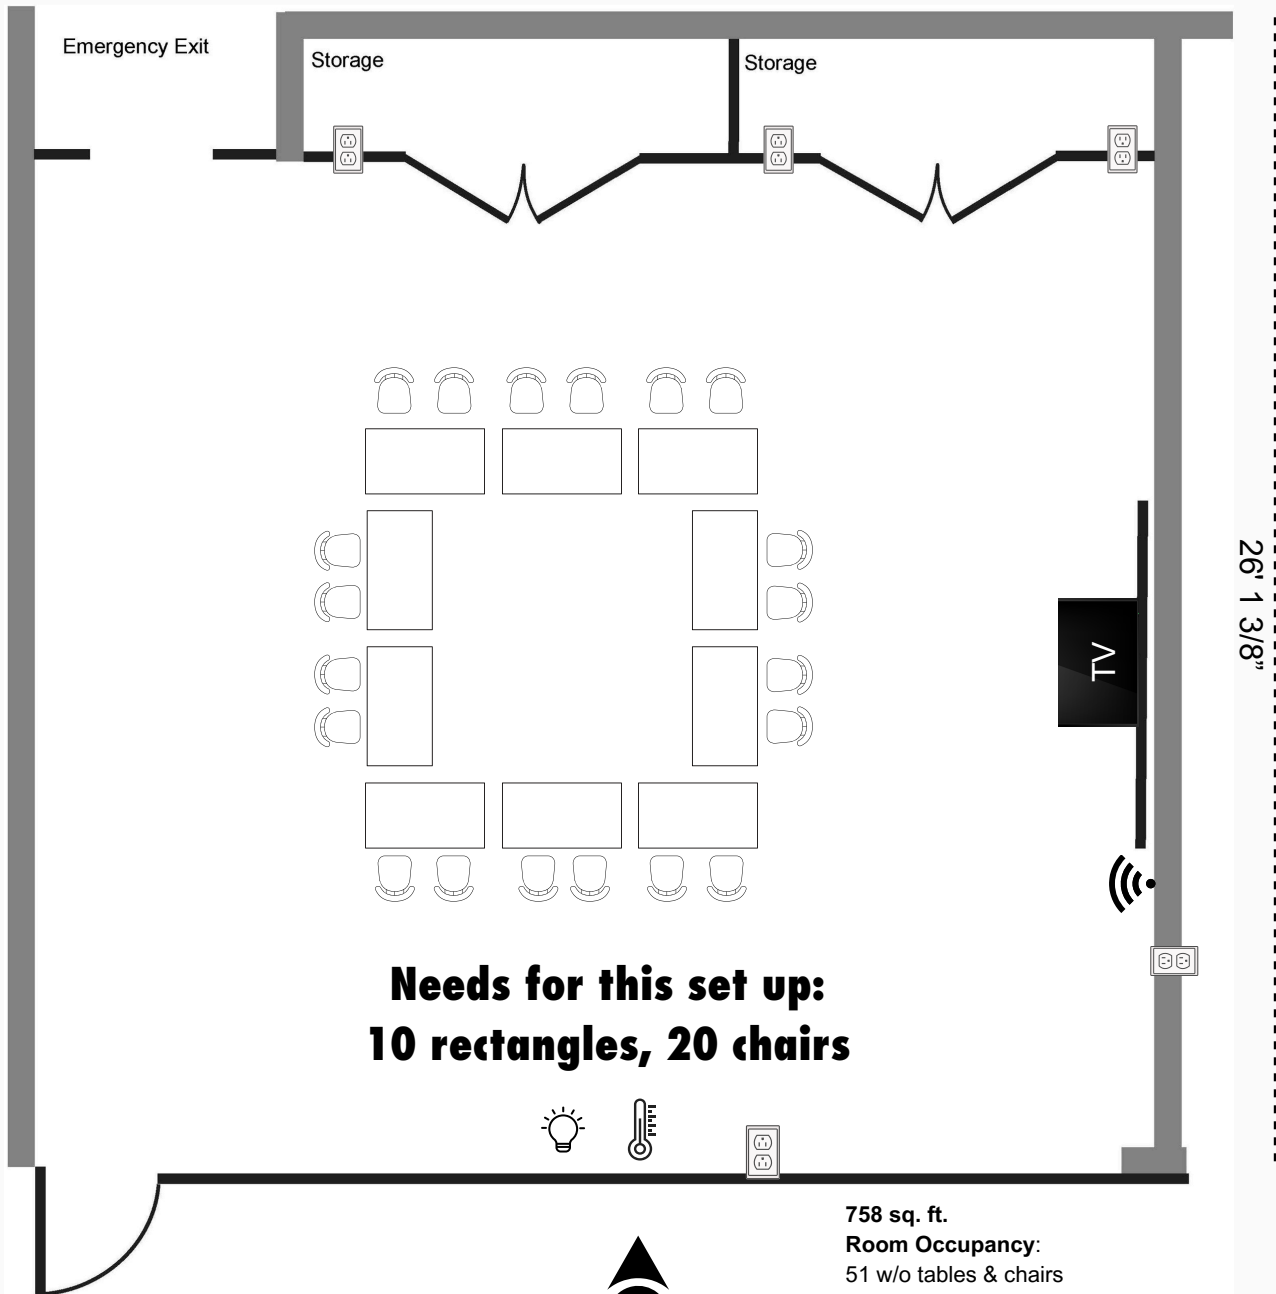 Emergency Exit
Storage
Storage
TV
26' 1 3/8”
Needs for this set up:
10 rectangles, 20 chairs
758 sq. ft.
Room Occupancy:
51 w/o tables & chairs